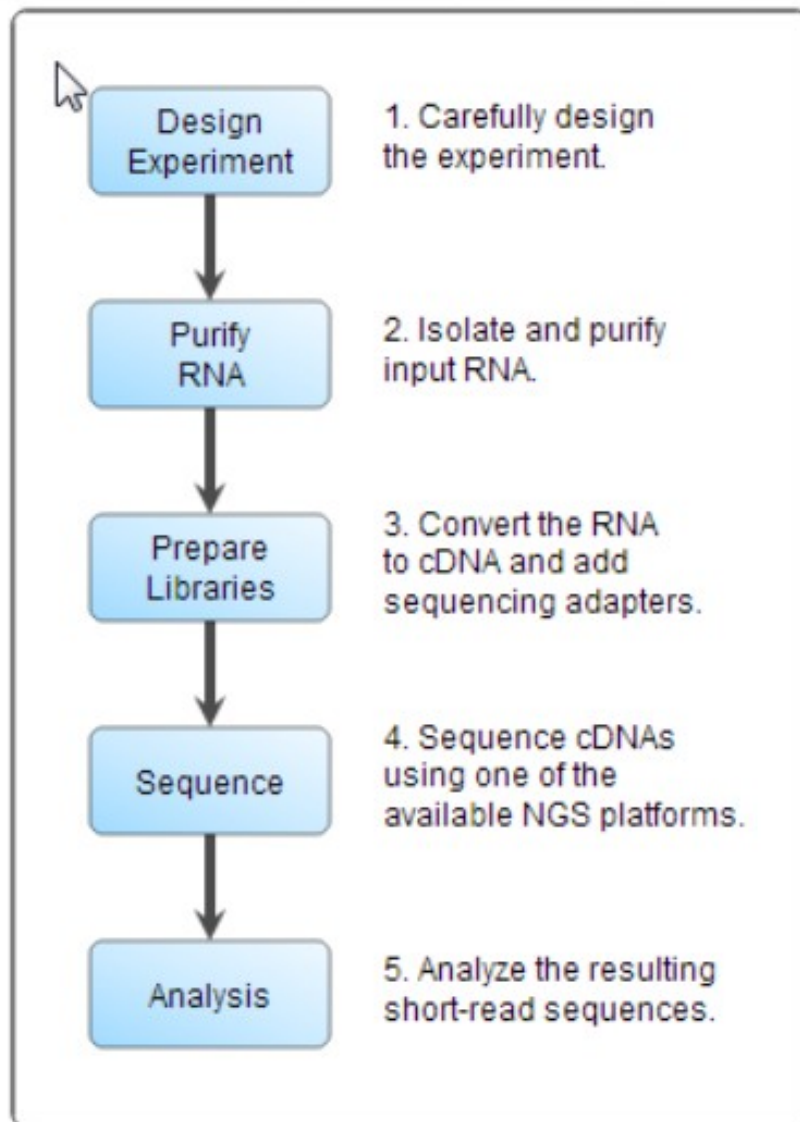 Design
Experiment
1. Carefully design
the experiment.
Purify
RNA
2. Isolate and purify
input RNA.
Prepare
Libraries
3. Convert the RNA
to cDNA and add
sequencing adapters.
Sequence
4. Sequence cDNAs
using one of the
available NGS platforms.
Analysis
5. Analyze the resulting
short-read sequences.